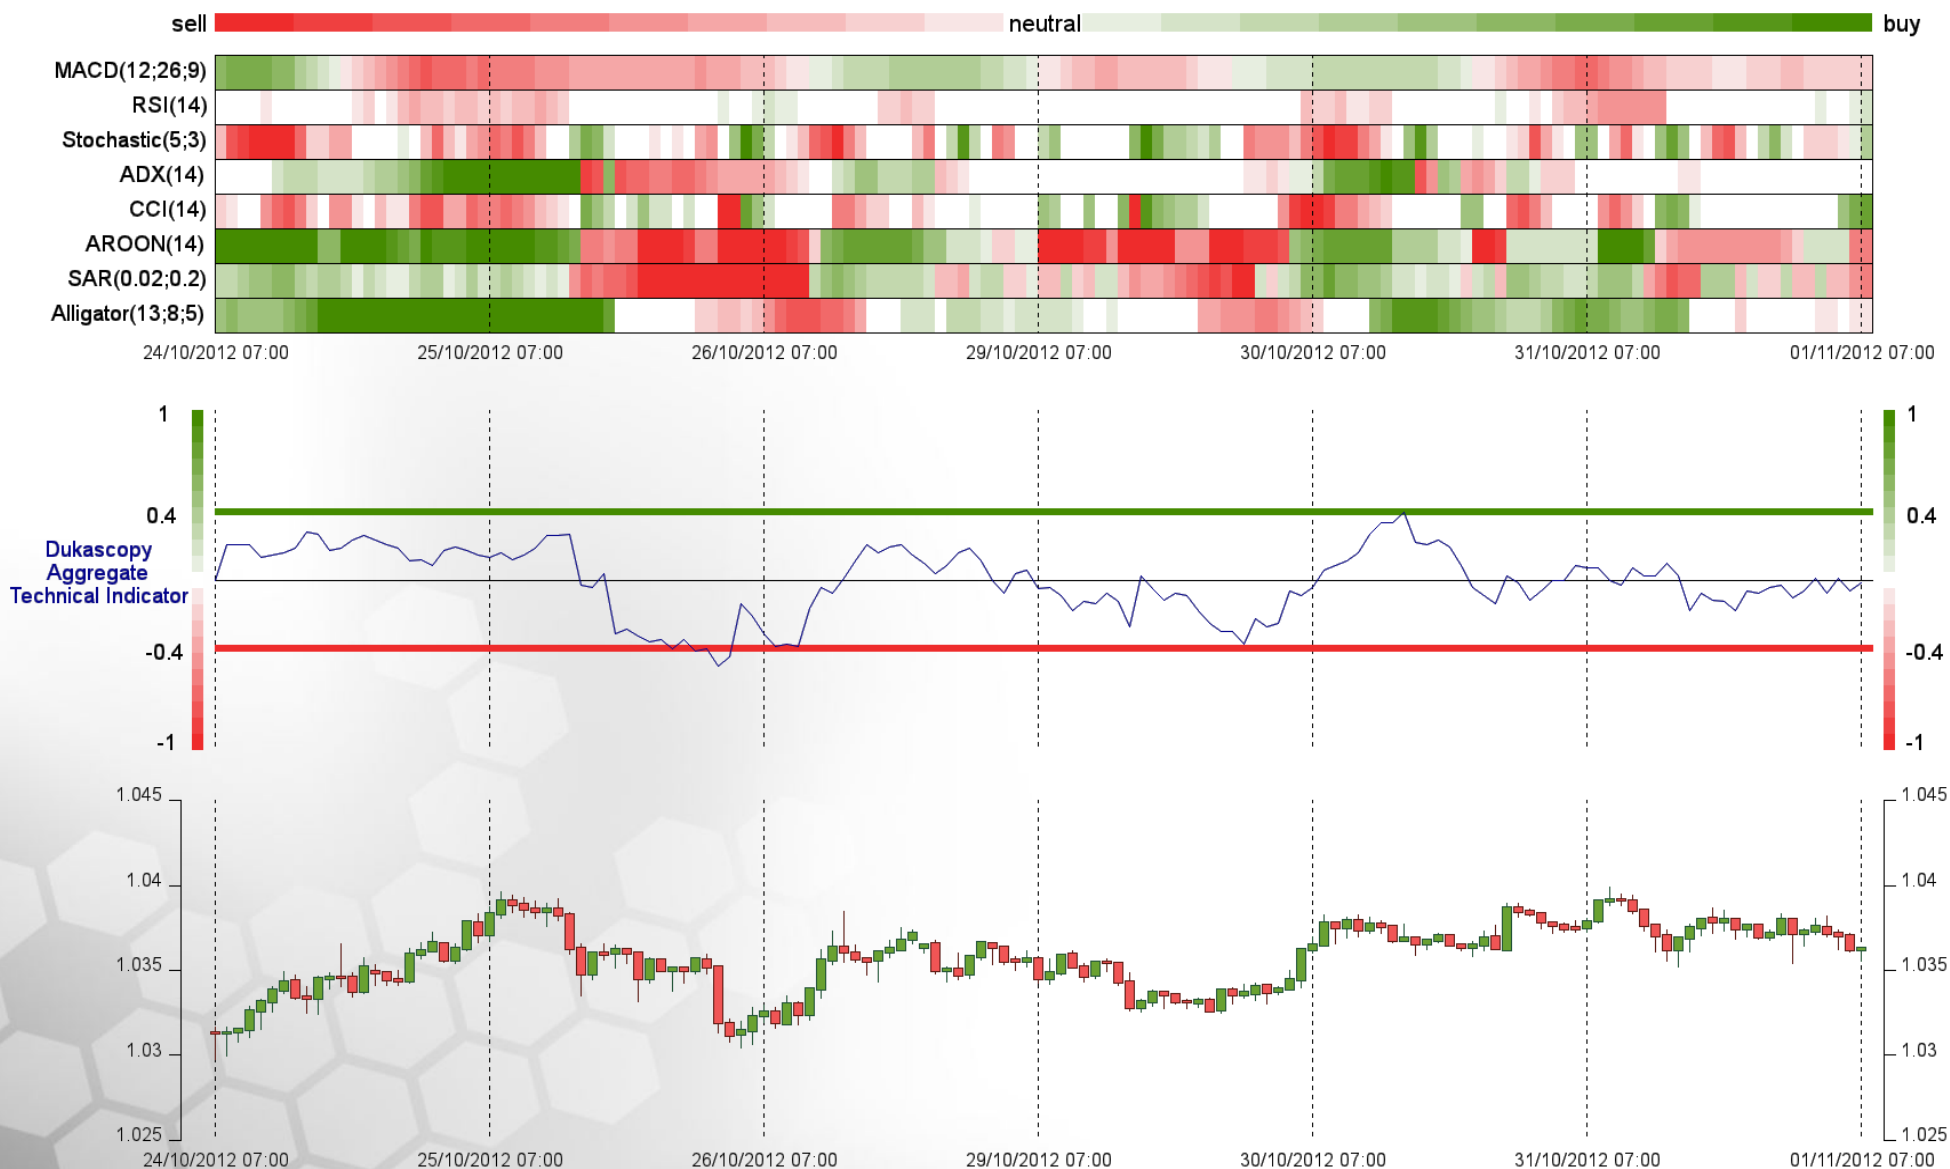 sell neutral buy
MACD(12;26;9)
RSI(14)
Stochastic(5;3)
ADX(14)
CCI(14)
AROON(14)
SAR(0.02;0.2)
Alligator(13;8;5)
24/10/2012 07:00 25/10/2012 07:00 26/10/2012 07:00 29/10/2012 07:00 30/10/2012 07:00 31/10/2012 07:00 01/11/2012 07:00
1 1
0.4 0.4
Dukascopy
Aggregate
Technical Indicator
-0.4 -0.4
-1 -1
1.045 1.045
1.04 1.04
1.035 1.035
1.03 1.03
1.025 1.025
24/10/2012 07:00 25/10/2012 07:00 26/10/2012 07:00 29/10/2012 07:00 30/10/2012 07:00 31/10/2012 07:00 01/11/2012 07:00